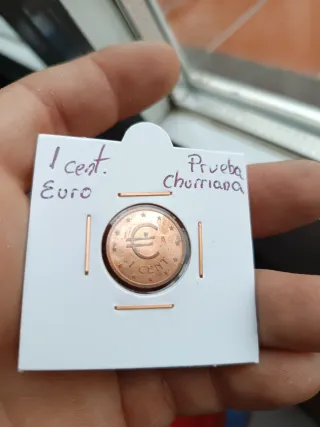 1 cent. Prueba
Euro Churriana
€
1 CENT